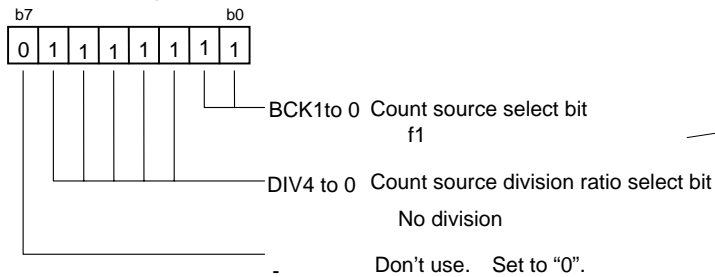 b7 b0
0 1 1 1 1 1 1 1
BCK1to 0 Count source select bit
f1
DIV4 to 0 Count source division ratio select bit
No division
- Don’t use. Set to “0”.